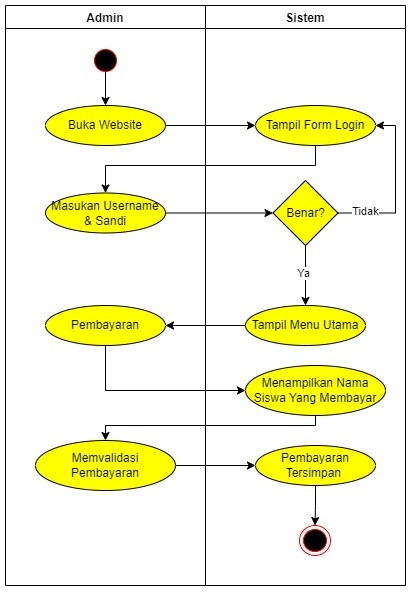 Admin
Sistem
Buka Website
Tampil Form Login
Masukan Username
& Sandi
Benar?
Tidak
Ya
Pembayaran
Tampil Menu Utama
Menampilkan Nama
Siswa Yang Membayar
Memvalidasi
Pembayaran
Pembayaran
Tersimpan